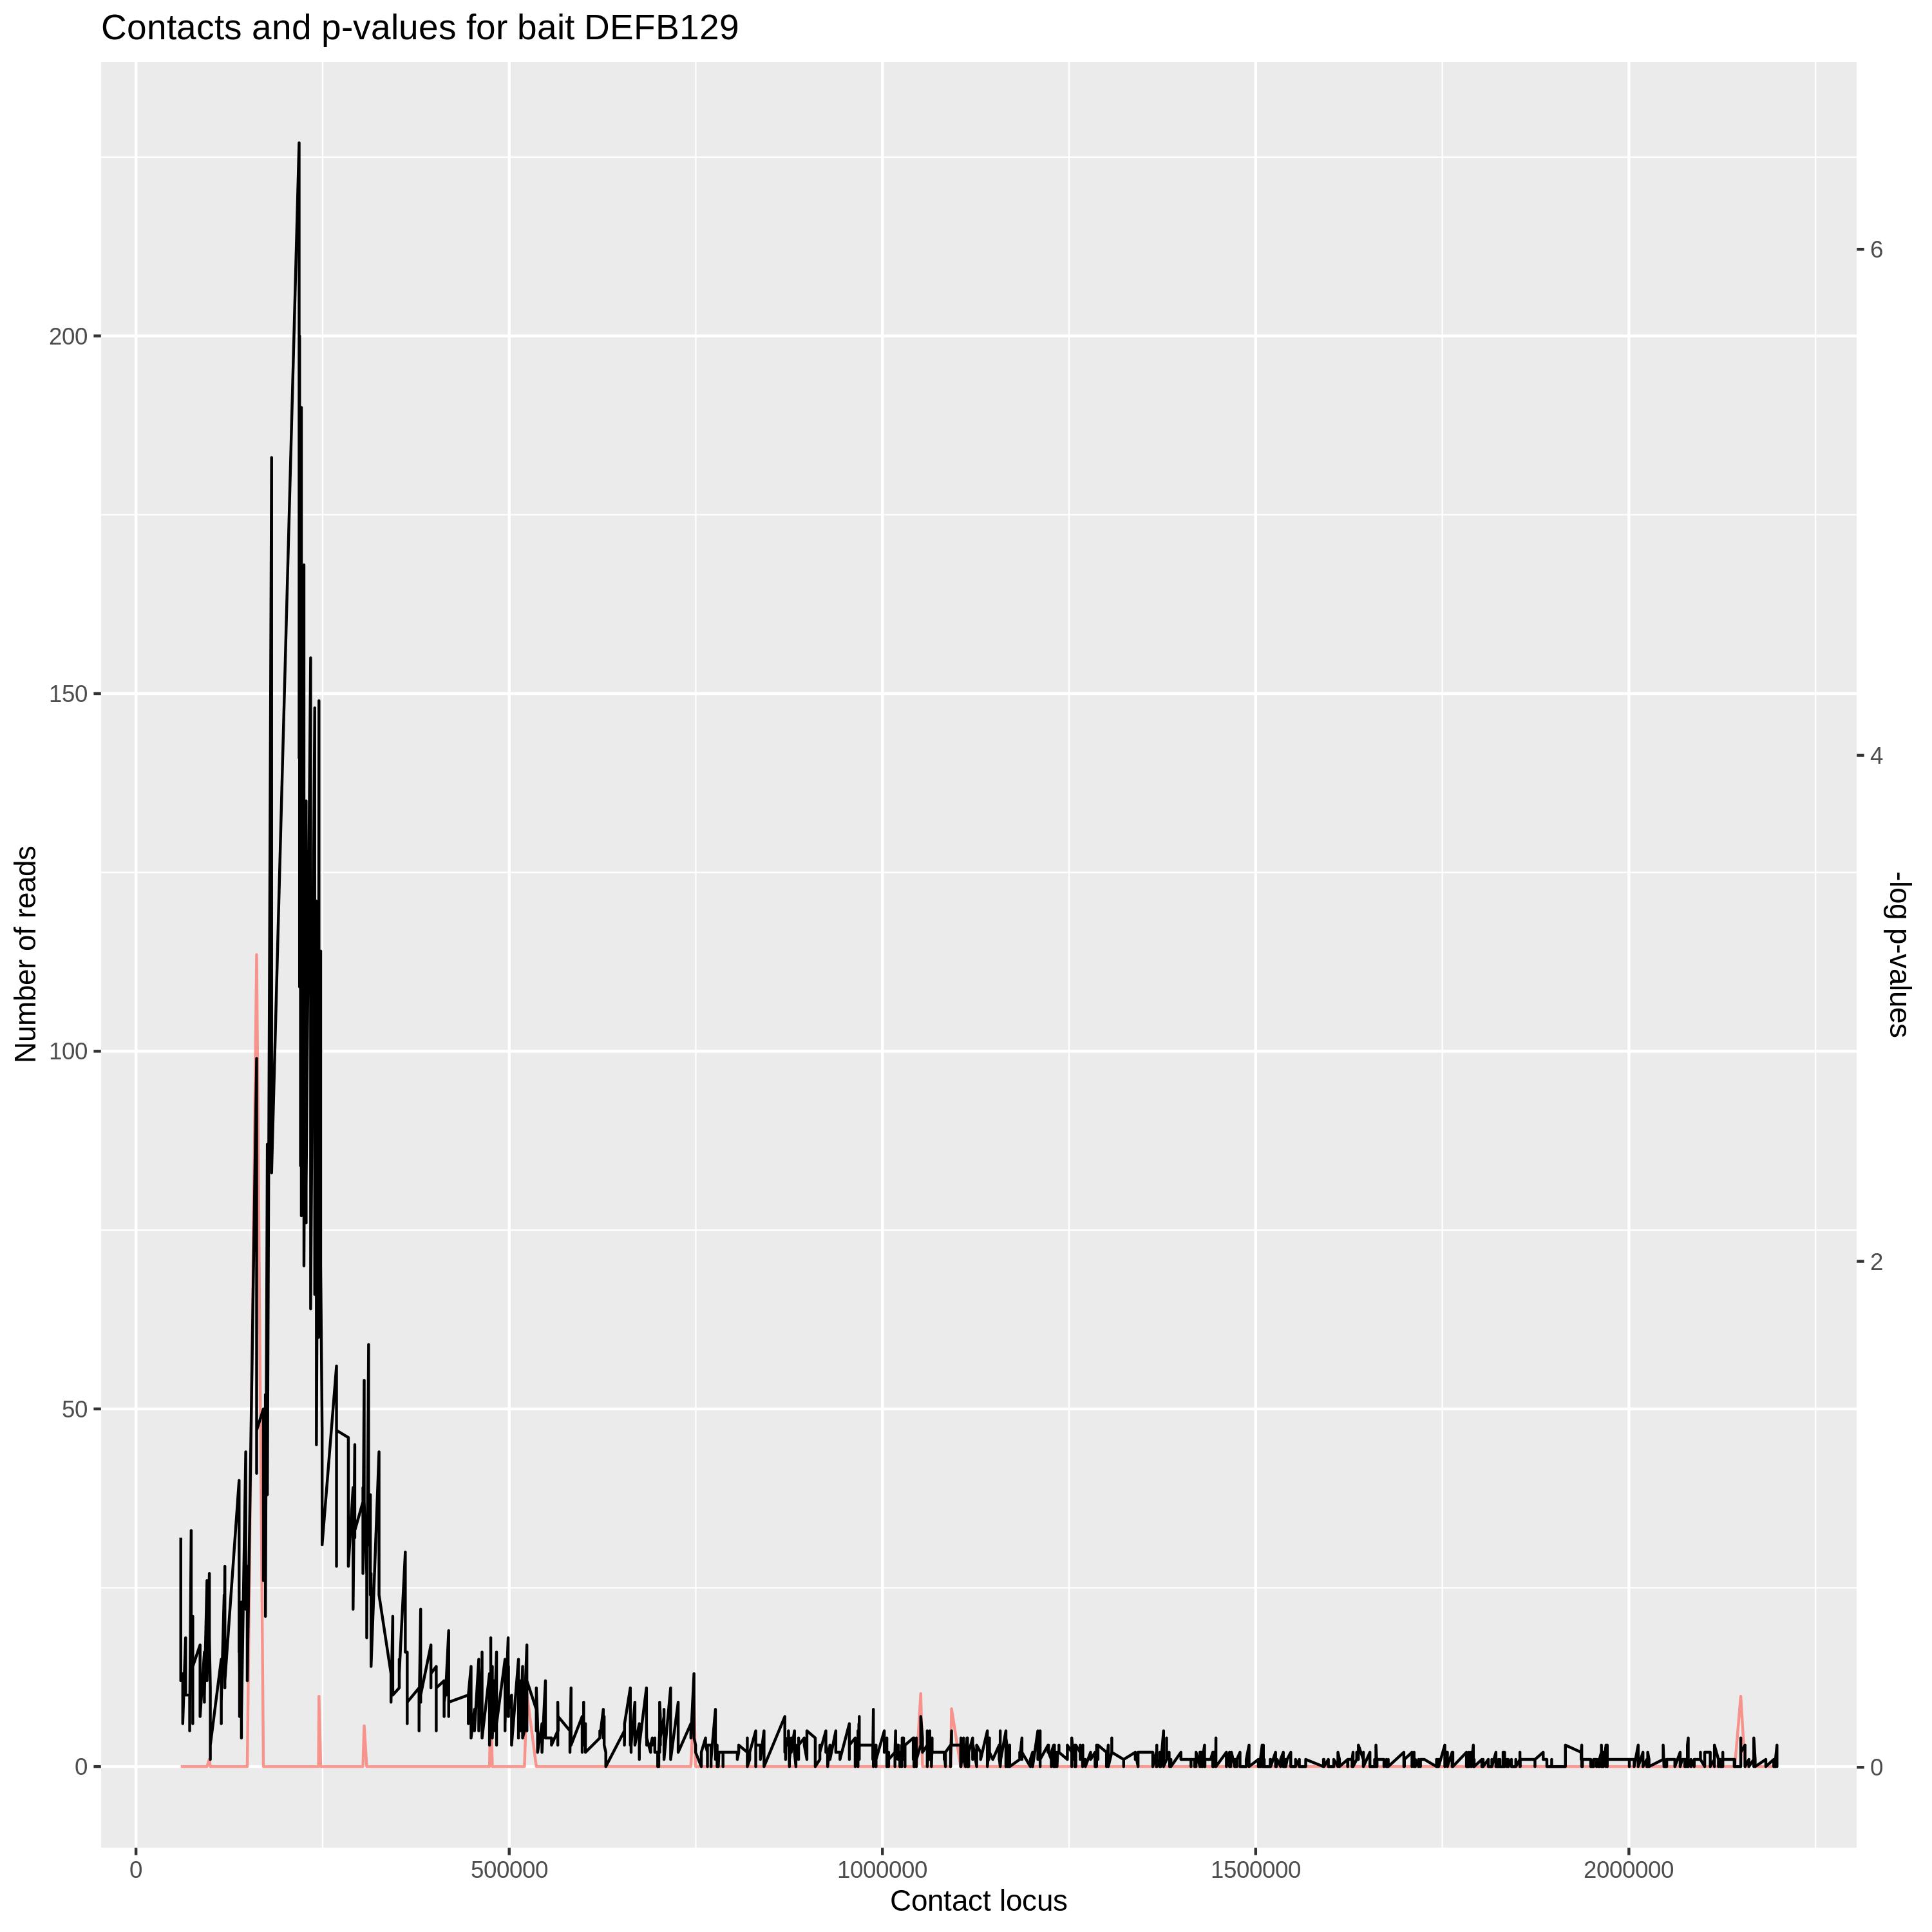 Contacts and p-values for bait DEFB129
Number of reads
200
150
100
50
0
6
4
2
0
-log p-values
0 500000 1000000 1500000 2000000
Contact locus